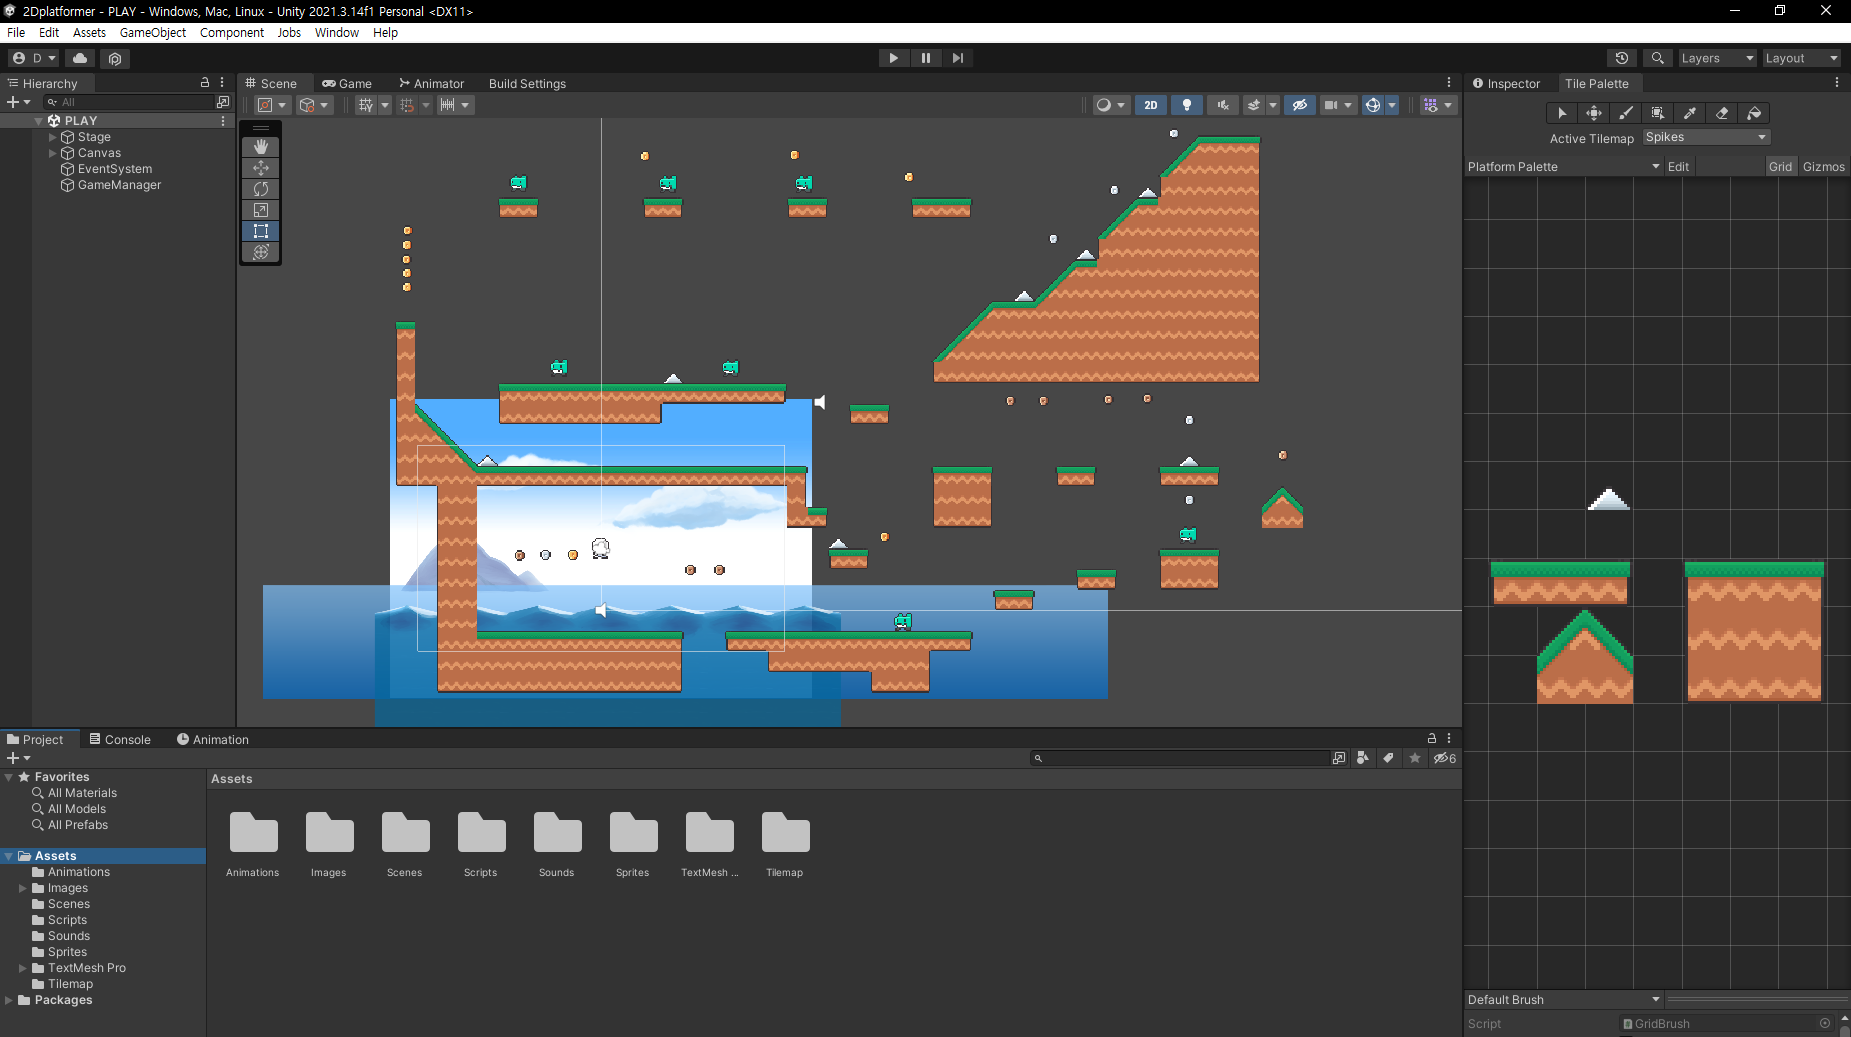 2Dplatformer - PLAY - Windows, Mac, Linux - Unity 2021.3.14f1 Personal <DX11>
File Edit Assets GameObject Component Jobs Window Help
D
Layers Layout
Hierarchy
All
PLAY
Stage
Canvas
EventSystem
GameManager
Scene Game Animator Build Settings
2D
Inspector Tile Palette
Active Tilemap Spikes
Platform Palette Edit Grid Gizmos
Default Brush
Script GridBrush
Project Console Animation
6
Favorites
All Materials
All Models
All Prefabs
Assets
Animations
Images
Scenes
Scripts
Sounds
Sprites
TextMesh Pro
Tilemap
Packages
Assets
Animations Images Scenes Scripts Sounds Sprites TextMesh ... Tilemap